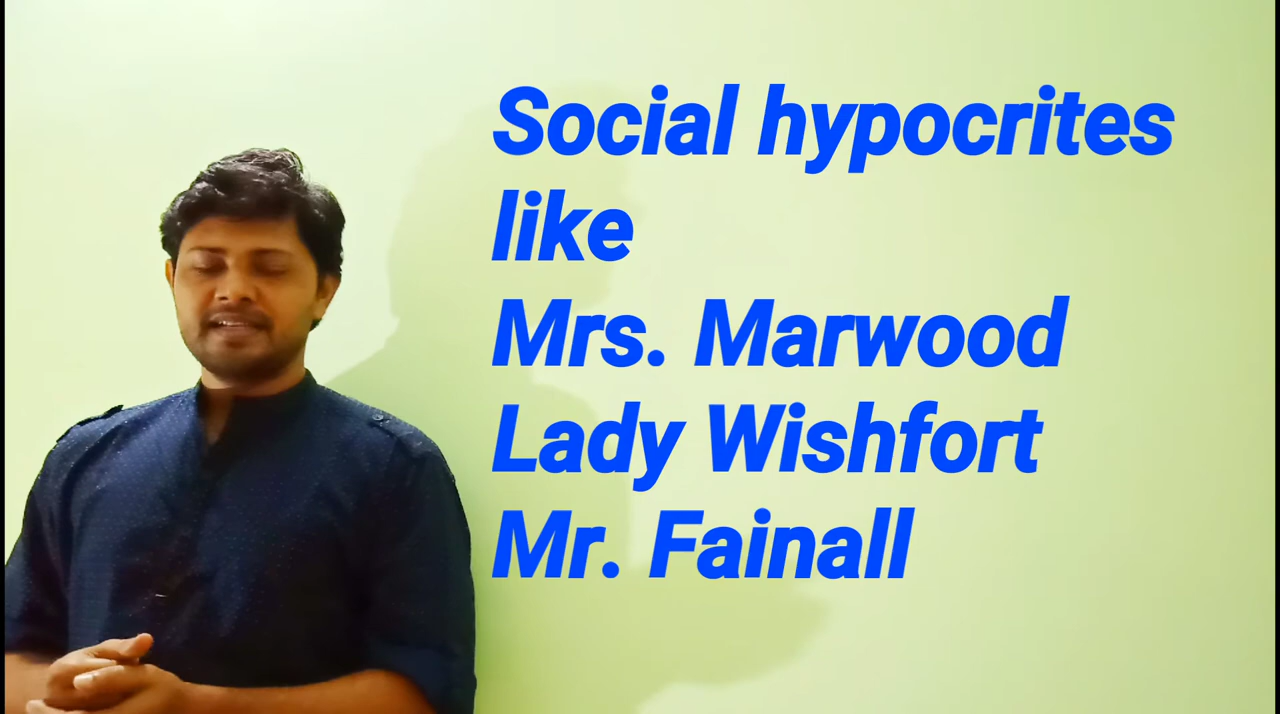 Social hypocrites
like
Mrs. Marwood
Lady Wishfort
Mr. Fainall